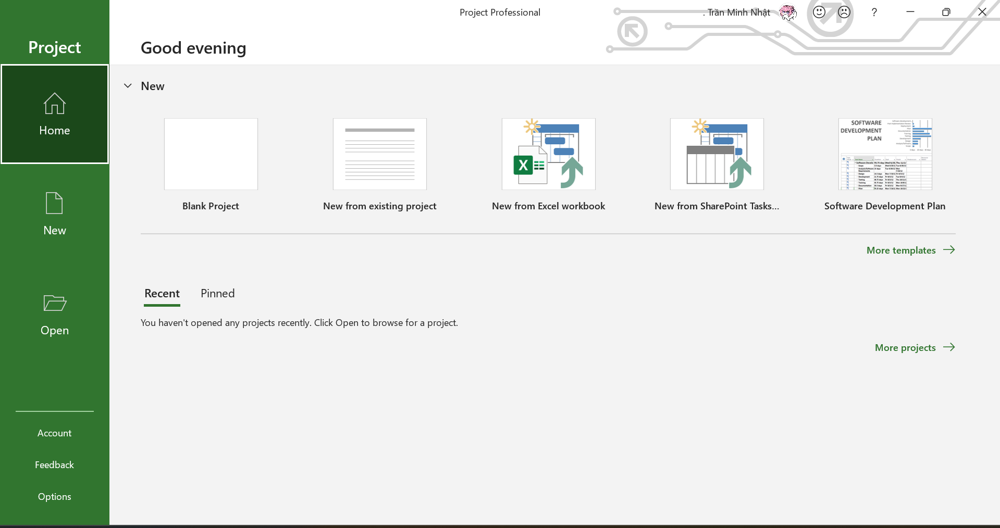 Project Professional
. Trần Minh Nhật
?
Project
Good evening
Home
New
Open
Account
Feedback
Options
New
Blank Project
New from existing project
X
New from Excel workbook
New from SharePoint Tasks...
SOFTWARE
DEVELOPMENT
PLAN
Software Development Plan
More templates
Recent
Pinned
You haven't opened any projects recently. Click Open to browse for a project.
More projects